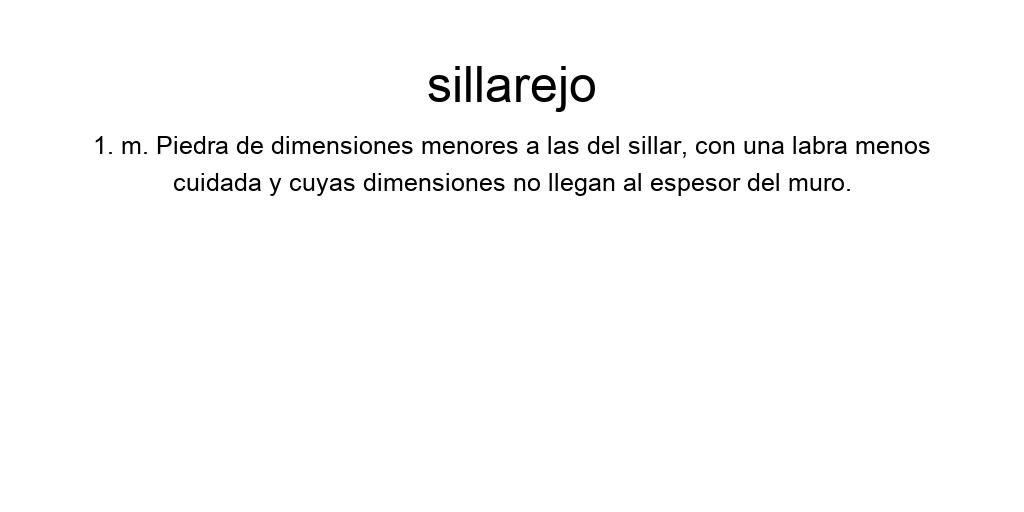 sillarejo
1. m. Piedra de dimensiones menores a las del sillar, con una labra menos
cuidada y cuyas dimensiones no llegan al espesor del muro.